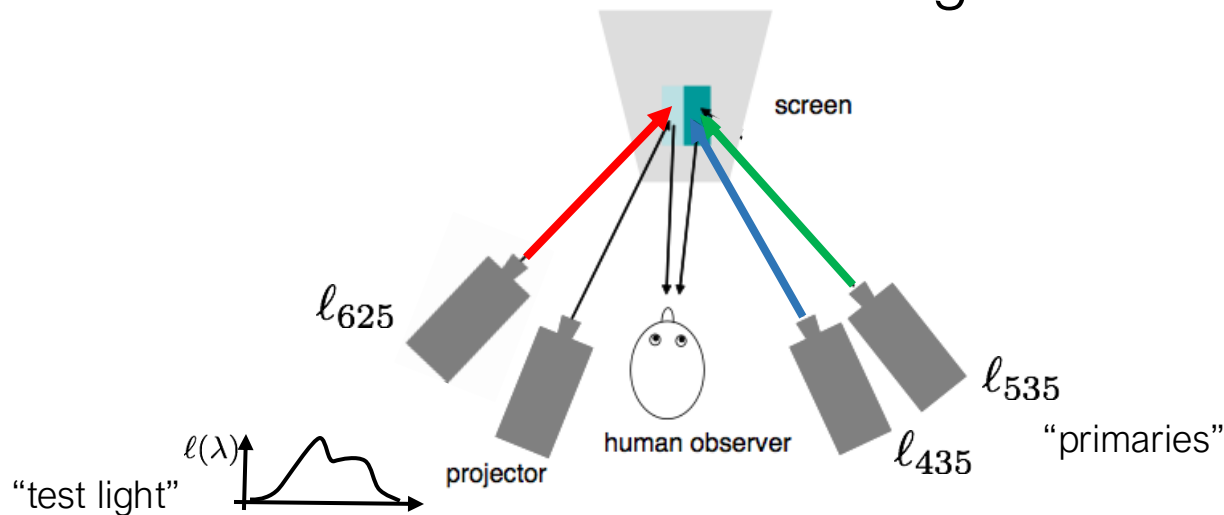 g
screen
ℓ625
ℓ535
"primaries"
human observer
ℓ435
ℓ(λ)
projector
"test light"